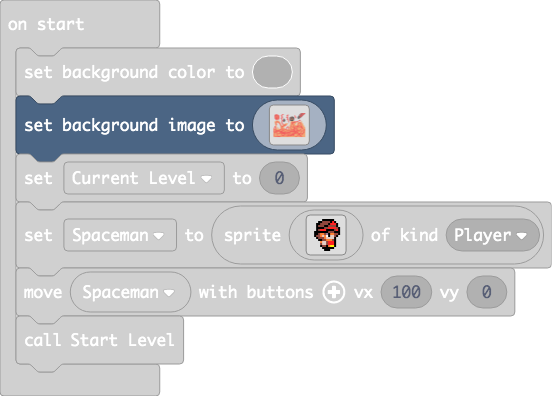 on start
set background color to
set background image to
set Current Level to 0
set Spaceman to sprite of kind Player
move Spaceman with buttons + vx 100 vy 0
call Start Level